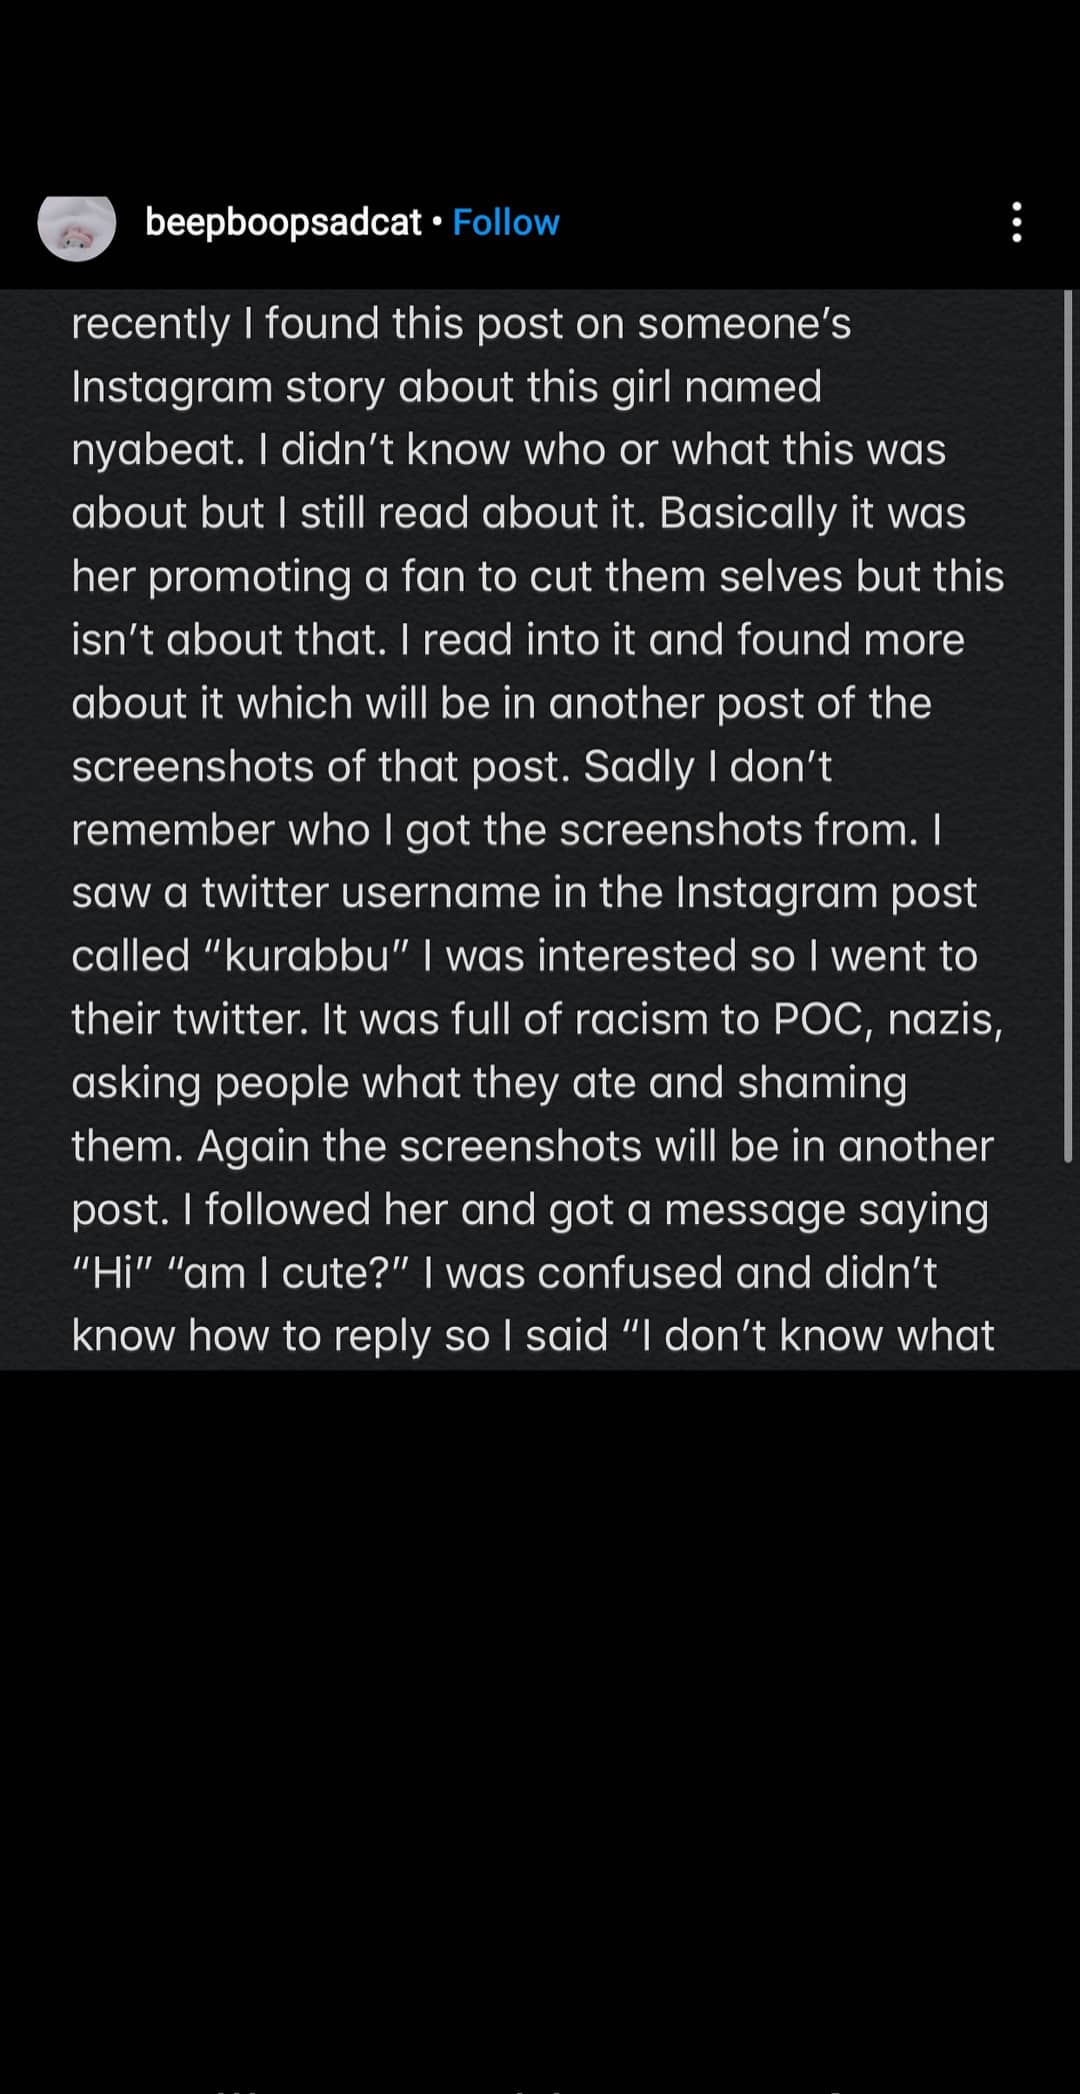 beepboopsadcat • Follow
recently I found this post on someone’s
Instagram story about this girl named
nyabeat. I didn’t know who or what this was
about but I still read about it. Basically it was
her promoting a fan to cut them selves but this
isn’t about that. I read into it and found more
about it which will be in another post of the
screenshots of that post. Sadly I don’t
remember who I got the screenshots from. I
saw a twitter username in the Instagram post
called “kurabbu” I was interested so I went to
their twitter. It was full of racism to POC, nazis,
asking people what they ate and shaming
them. Again the screenshots will be in another
post. I followed her and got a message saying
“Hi” “am I cute?” I was confused and didn’t
know how to reply so I said “I don’t know what